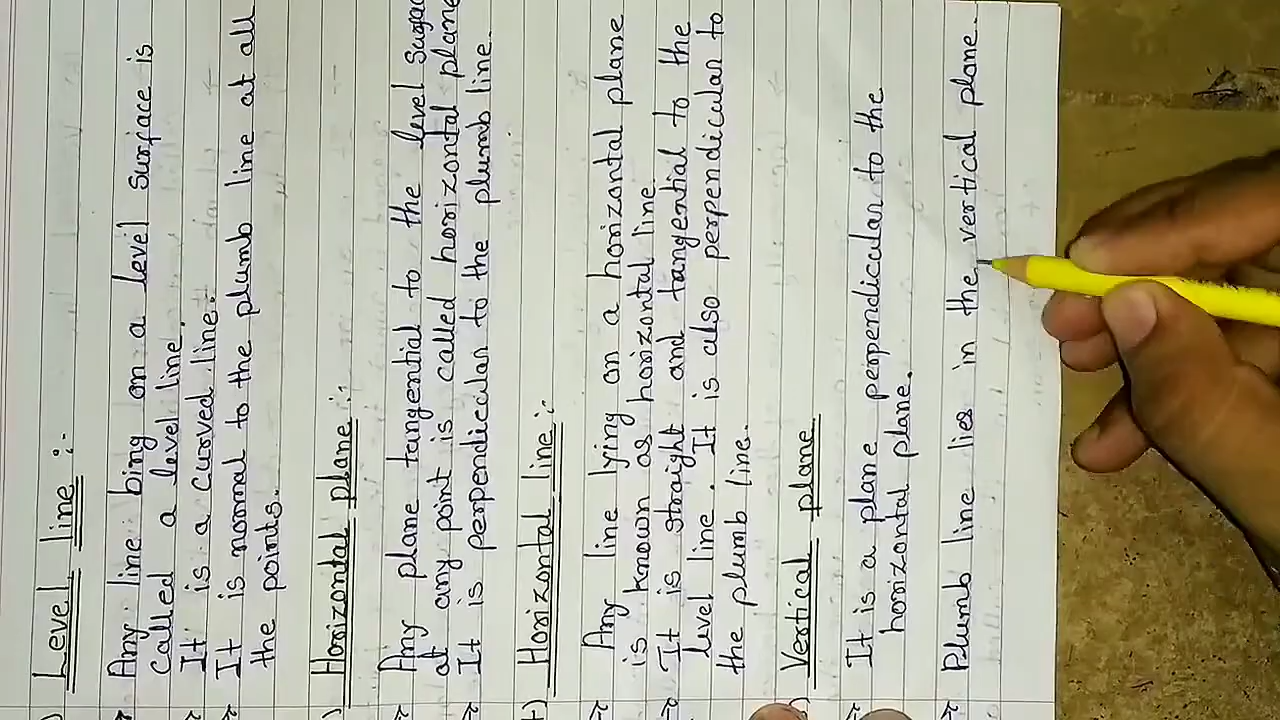 ) Level line :
Any line bing on a level surface is
called a level line.
It is a curved line.
It is normal to the plumb line at all
the points.
) Horizontal plane :
Any plane tangential to the level surfac
at any point is called horizontal plane
It is perpendicular to the plumb line.
4) Horizontal line :
Any line lying on a horizontal plane
is known as horizontal line.
It is straight and tangential to the
level line. It is also perpendicular to
the plumb line.
) Vertical plane
It is a plane perpendicular to the
horizontal plane.
Plumb line lies in the vertical plane.